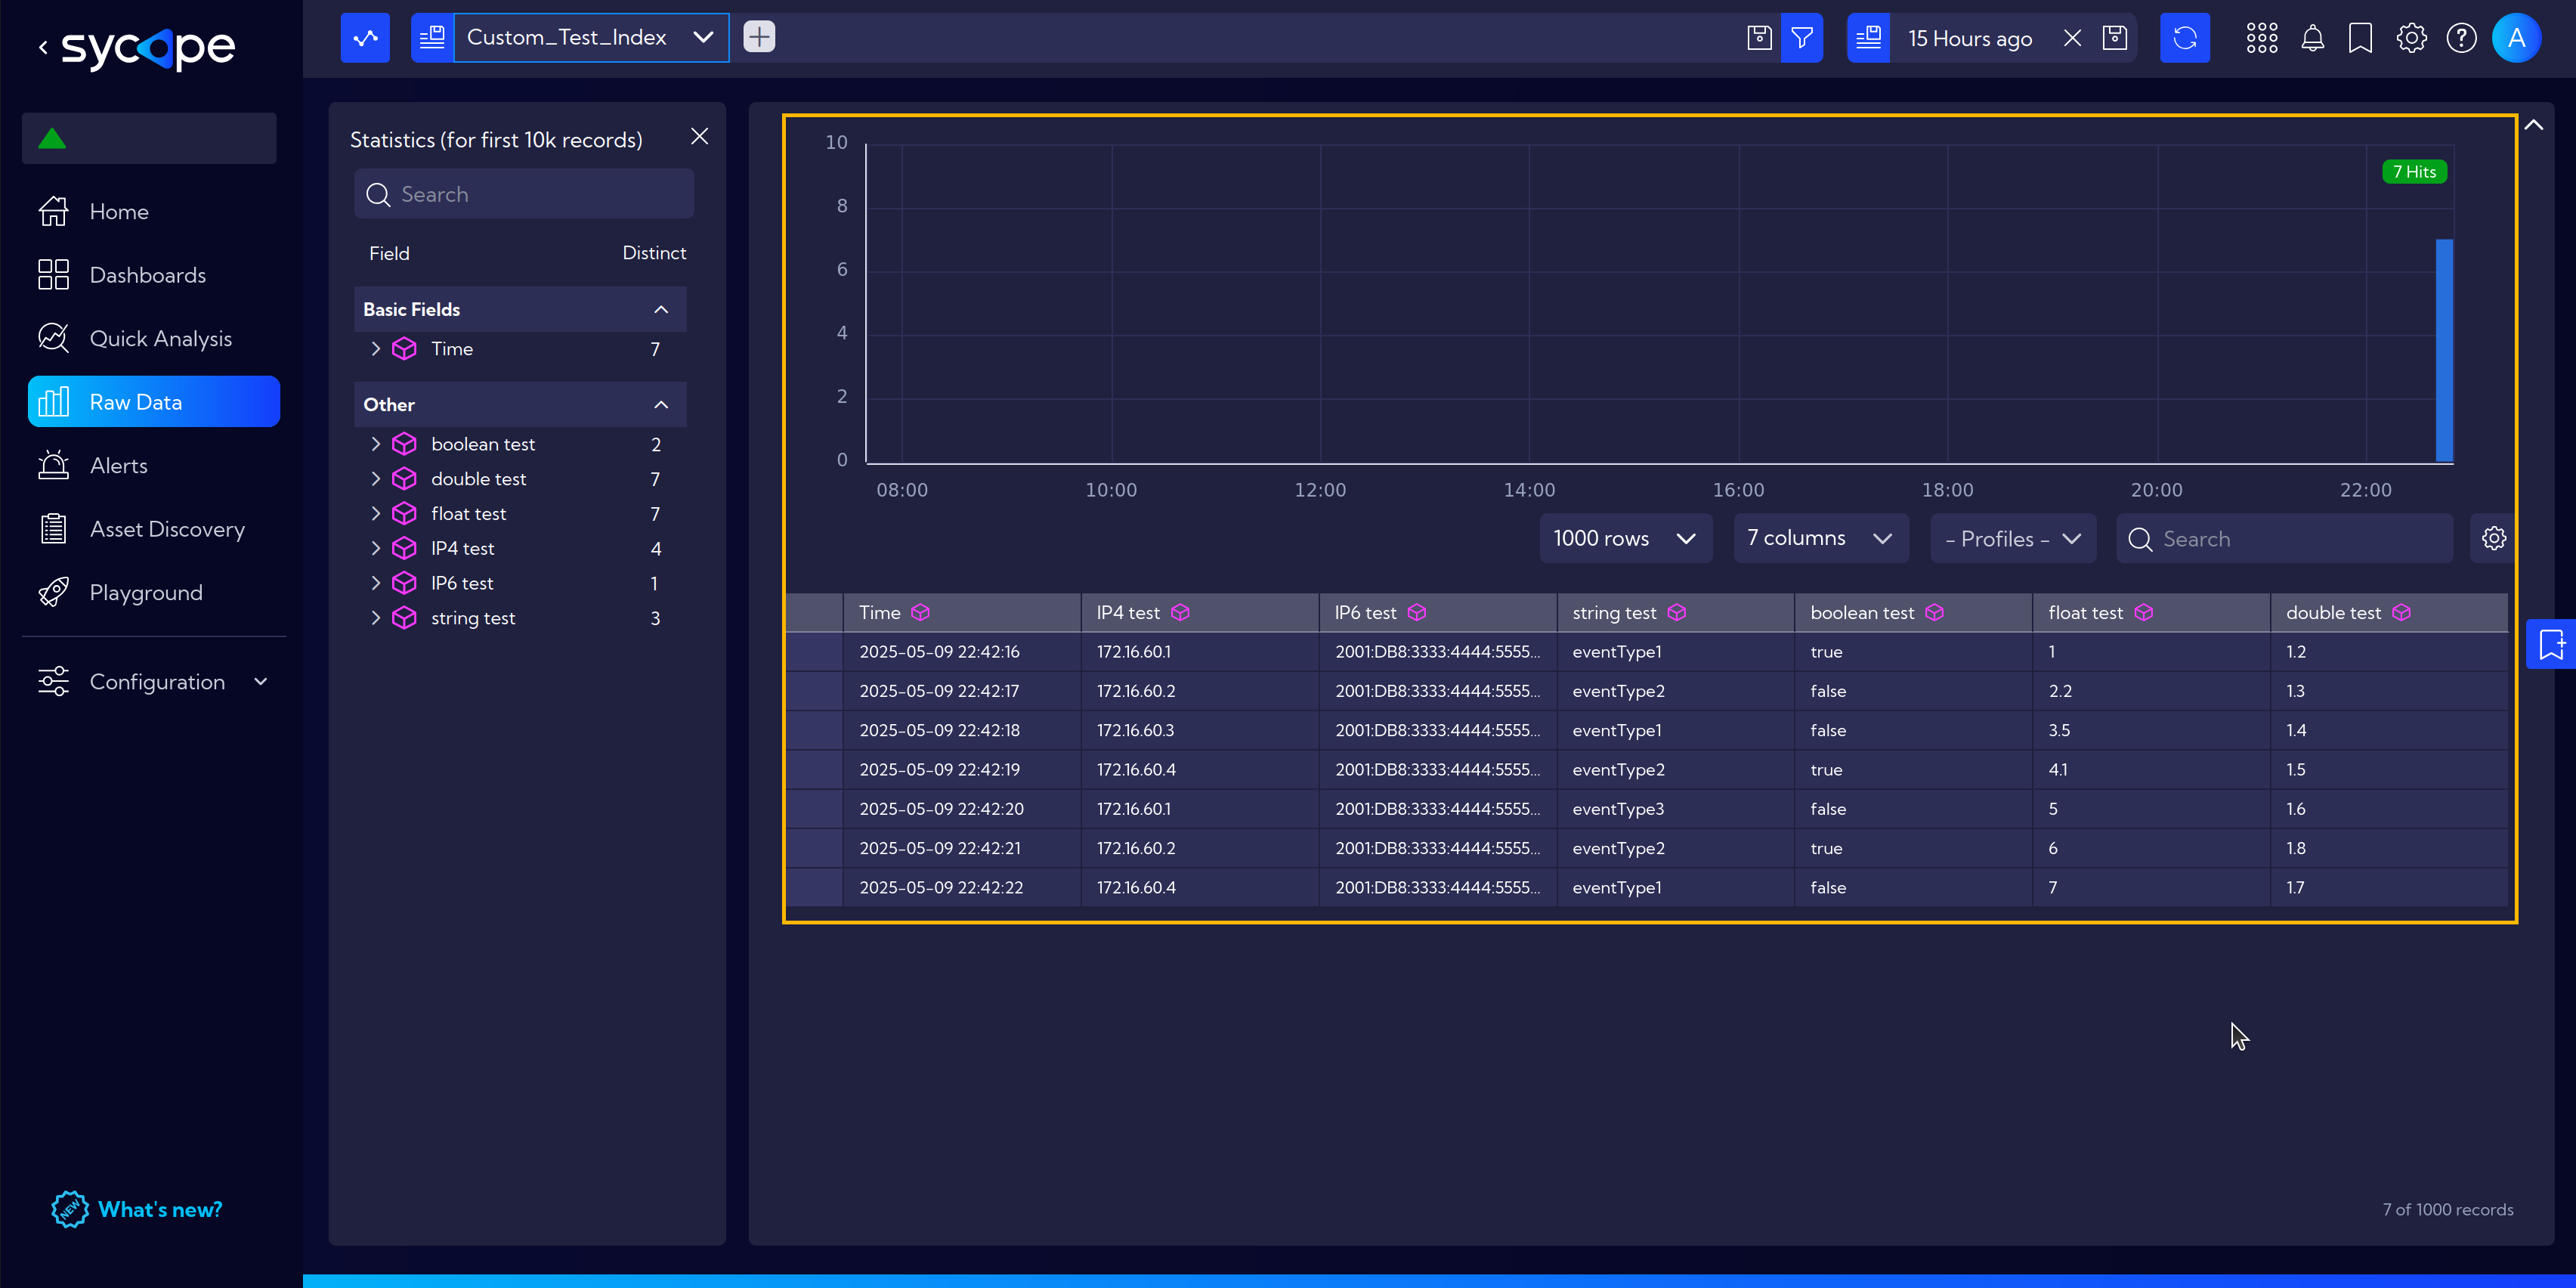 sycope
Custom_Test_Index
15 Hours ago
A
Home
Dashboards
Quick Analysis
Raw Data
Alerts
Asset Discovery
Playground
Configuration
NEW
What's new?
Statistics (for first 10k records)
Search
Field Distinct
Basic Fields
Time 7
Other
boolean test 2
double test 7
float test 7
IP4 test 4
IP6 test 1
string test 3
10
8
6
4
2
0
7 Hits
08:00 10:00 12:00 14:00 16:00 18:00 20:00 22:00
1000 rows 7 columns - Profiles - Search
Time IP4 test IP6 test string test boolean test float test double test
2025-05-09 22:42:16 172.16.60.1 2001:DB8:3333:4444:5555... eventType1 true 1 1.2
2025-05-09 22:42:17 172.16.60.2 2001:DB8:3333:4444:5555... eventType2 false 2.2 1.3
2025-05-09 22:42:18 172.16.60.3 2001:DB8:3333:4444:5555... eventType1 false 3.5 1.4
2025-05-09 22:42:19 172.16.60.4 2001:DB8:3333:4444:5555... eventType2 true 4.1 1.5
2025-05-09 22:42:20 172.16.60.1 2001:DB8:3333:4444:5555... eventType3 false 5 1.6
2025-05-09 22:42:21 172.16.60.2 2001:DB8:3333:4444:5555... eventType2 true 6 1.8
2025-05-09 22:42:22 172.16.60.4 2001:DB8:3333:4444:5555... eventType1 false 7 1.7
7 of 1000 records